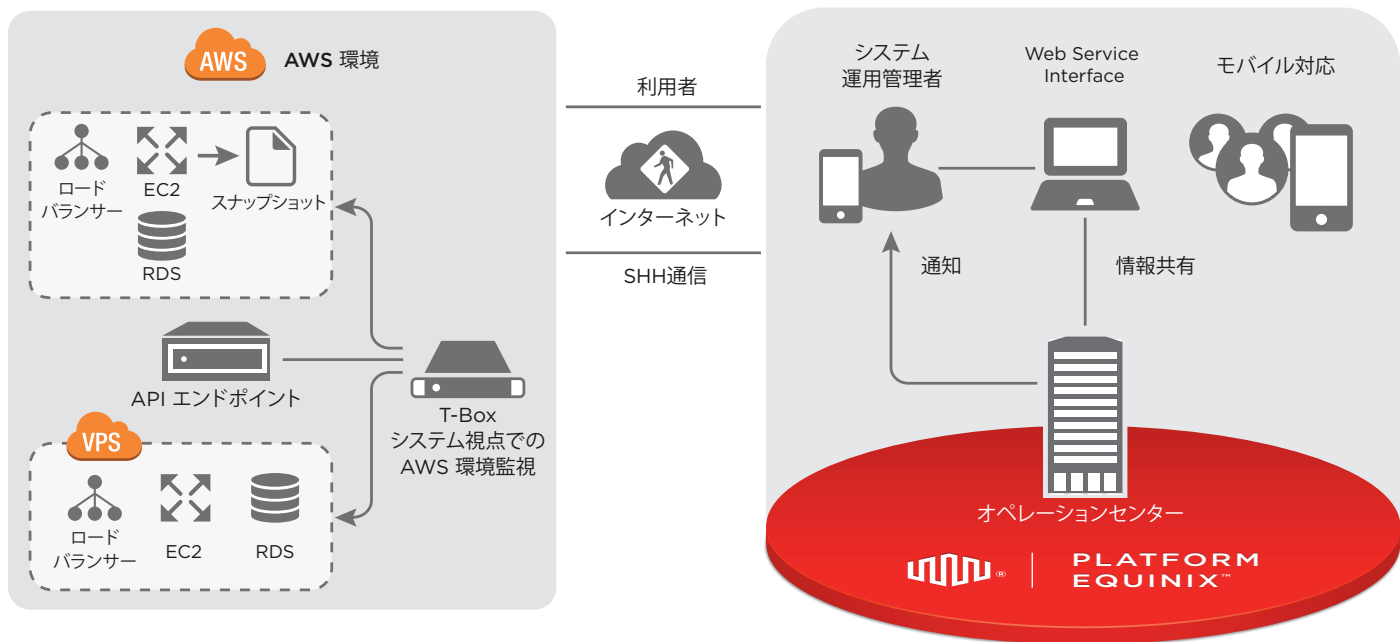 AWS
AWS 環境
ロード
バランサー
EC2
スナップショット
RDS
API エンドポイント
T-Box
システム視点での
AWS 環境監視
VPS
ロード
バランサー
EC2
RDS
利用者
インターネット
SHH通信
システム
運用管理者
Web Service
Interface
モバイル対応
通知
情報共有
オペレーションセンター
®
PLATFORM
EQUINIX™